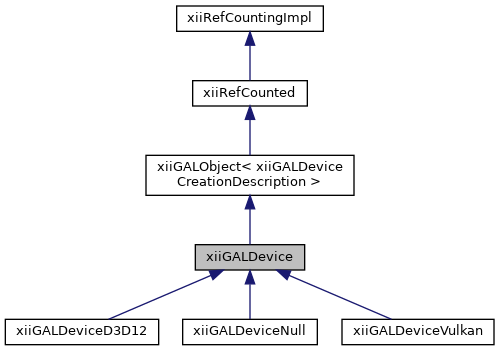 xiiRefCountingImpl
xiiRefCounted
xiiGALObject< xiiGALDevice
CreationDescription >
xiiGALDevice
xiiGALDeviceD3D12
xiiGALDeviceNull
xiiGALDeviceVulkan